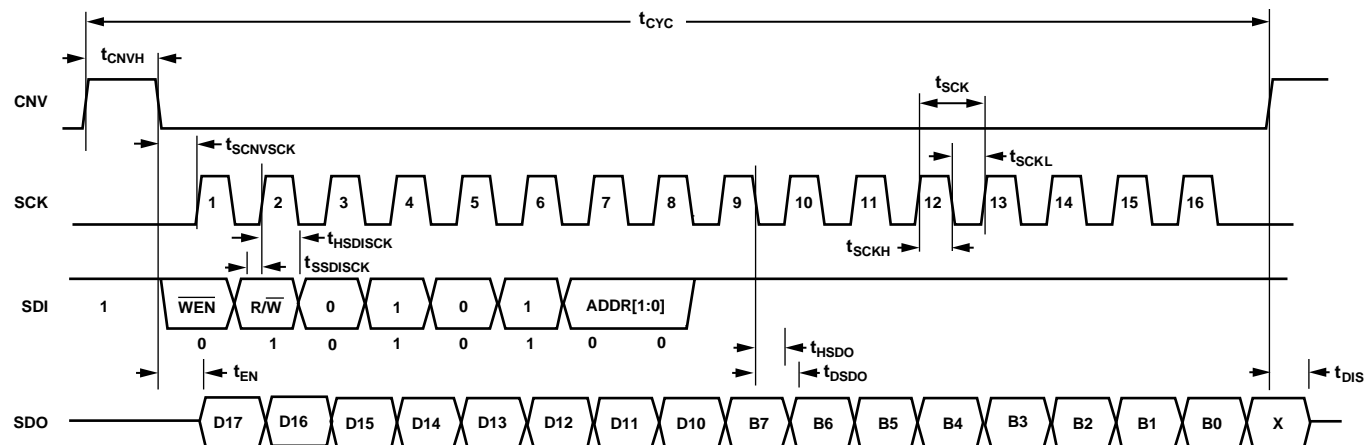 tCYC
tCNVH
CNV
tSCK
tSCNVSCK
tSCKL
SCK
1 2 3 4 5 6 7 8 9 10 11 12 13 14 15 16
tHSDISCK
tSCKH
tSSDISCK
SDI 1 WEN R/W 0 1 0 1 ADDR[1:0]
0 1 0 1 0 1 0 0
tHSDO
tEN
tDSDO
tDIS
SDO D17 D16 D15 D14 D13 D12 D11 D10 B7 B6 B5 B4 B3 B2 B1 B0 X